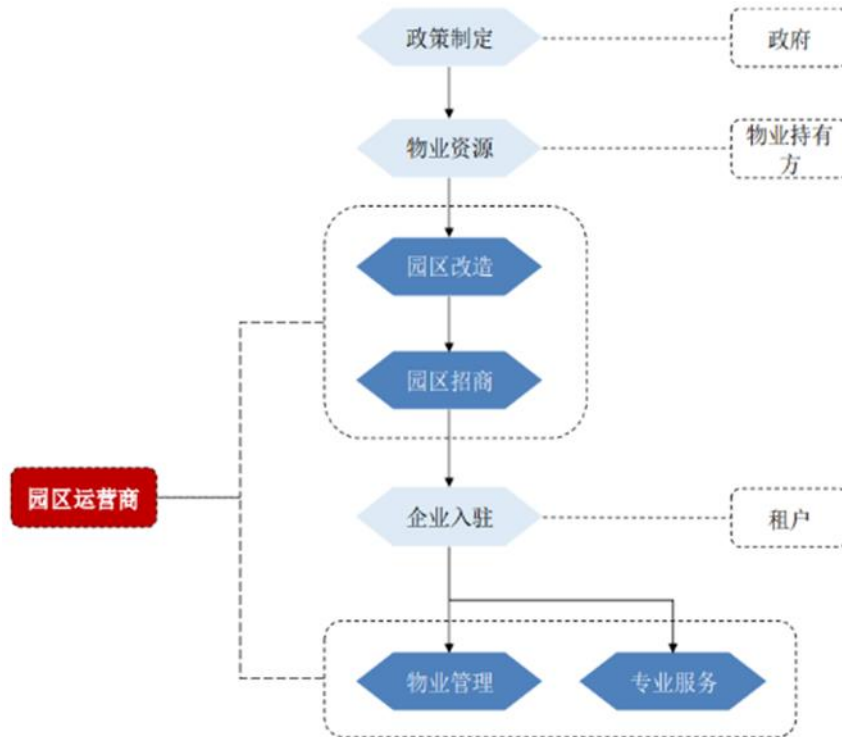 政策制定
政府
物业资源
物业持有
方
园区改造
园区招商
园区运营商
企业入驻
租户
物业管理
专业服务